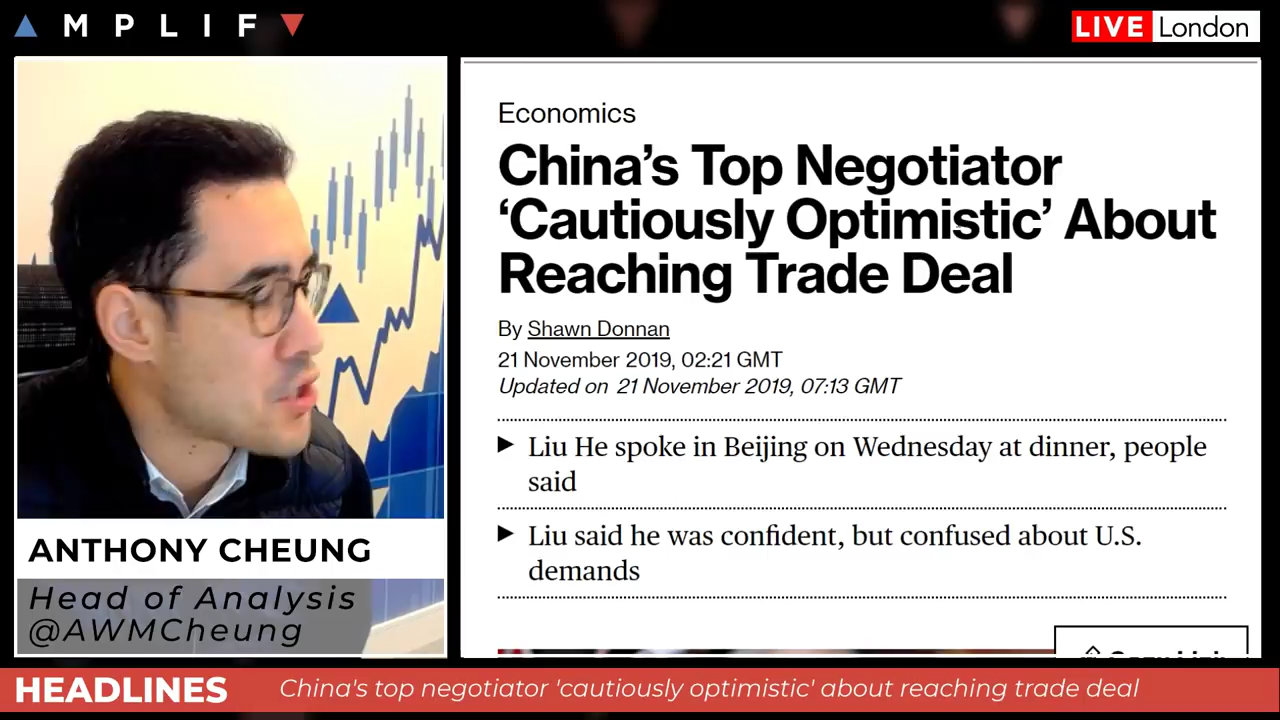 ▲ M P L I F ▼
LIVE London
Economics
China's Top Negotiator
‘Cautiously Optimistic’ About
Reaching Trade Deal
By Shawn Donnan
21 November 2019, 02:21 GMT
Updated on 21 November 2019, 07:13 GMT
▶ Liu He spoke in Beijing on Wednesday at dinner, people
said
▶ Liu said he was confident, but confused about U.S.
demands
ANTHONY CHEUNG
Head of Analysis
@AWMCheung
HEADLINES China's top negotiator 'cautiously optimistic' about reaching trade deal